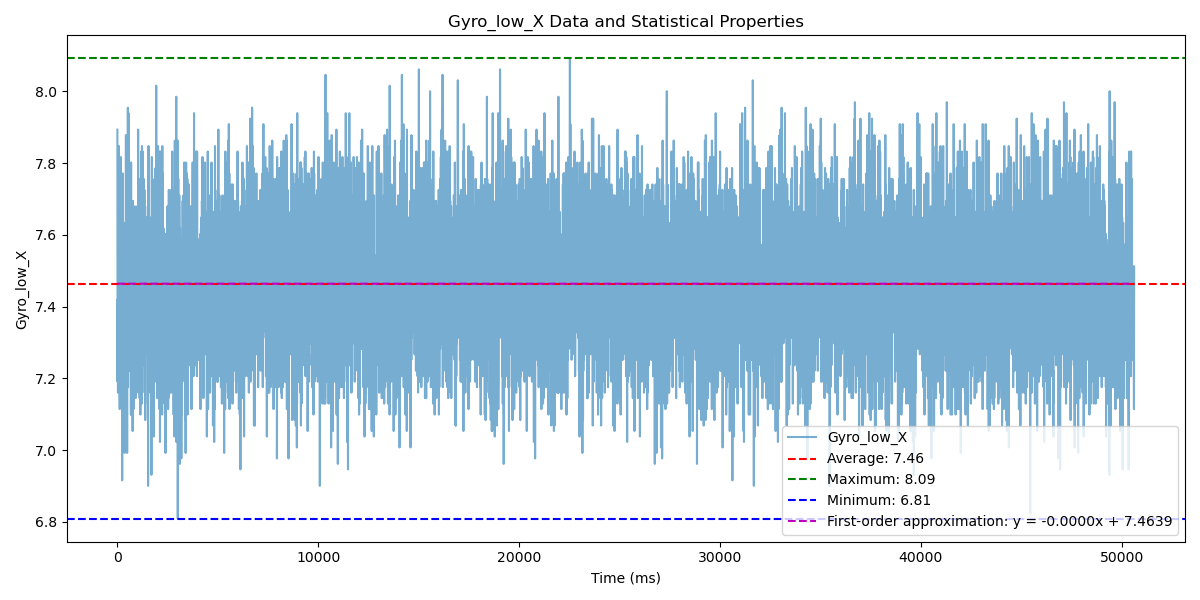 Gyro_low_X Data and Statistical Properties
8.0
7.8
7.6
7.4
7.2
7.0
6.8
Gyro_low_X
Gyro_low_X
Average: 7.46
Maximum: 8.09
Minimum: 6.81
First-order approximation: y = -0.0000x + 7.4639
0 10000 20000 30000 40000 50000
Time (ms)